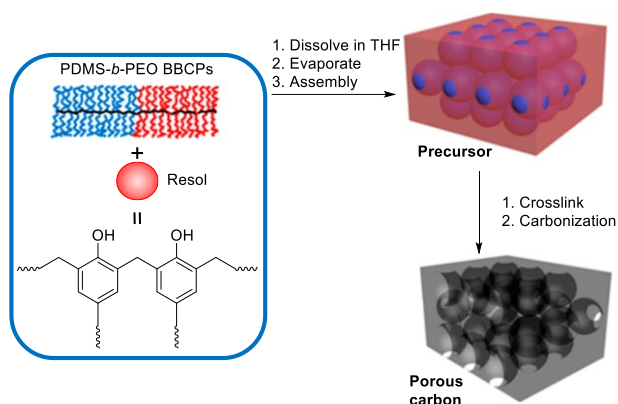 PDMS-b-PEO BBCPs
+
Resol
=
OH
OH
1. Dissolve in THF
2. Evaporate
3. Assembly
Precursor
1. Crosslink
2. Carbonization
Porous
carbon